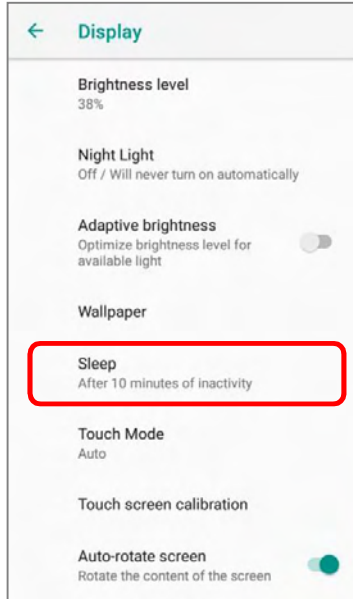 Display
Brightness level
38%
Night Light
Off / Will never turn on automatically
Adaptive brightness
Optimize brightness level for
available light
Wallpaper
Sleep
After 10 minutes of inactivity
Touch Mode
Auto
Touch screen calibration
Auto-rotate screen
Rotate the content of the screen